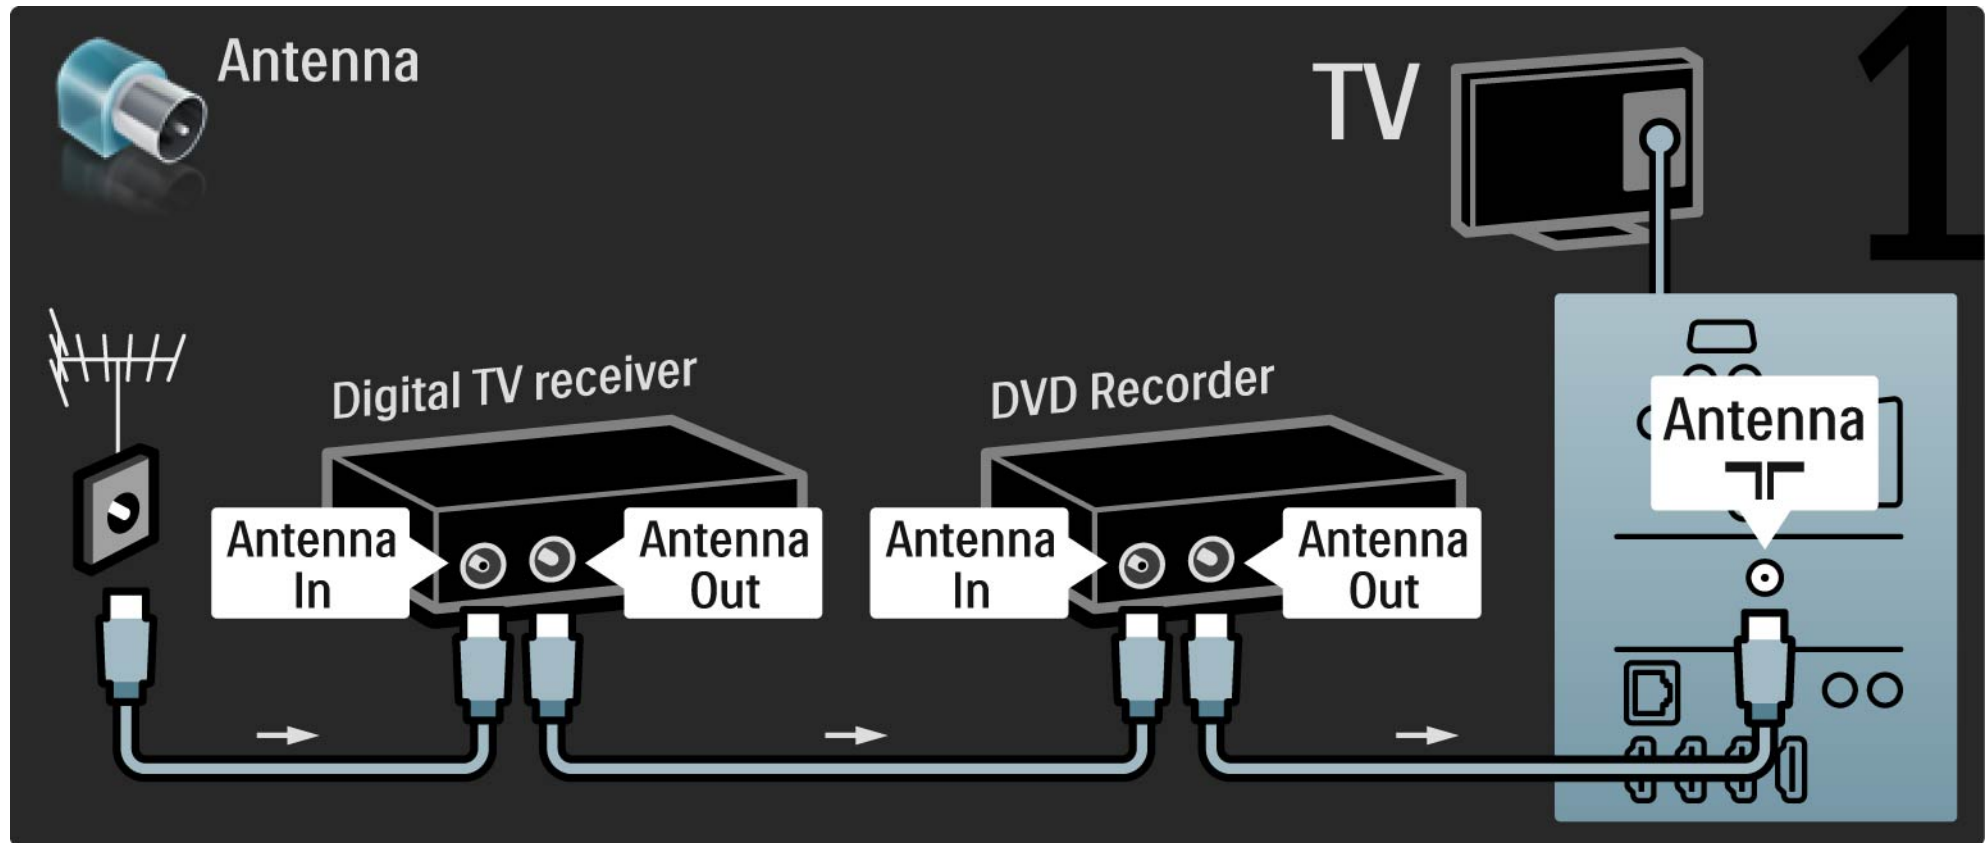 Antenna
TV
1
Digital TV receiver
DVD Recorder
Antenna
Antenna
In
Antenna
Out
Antenna
In
Antenna
Out